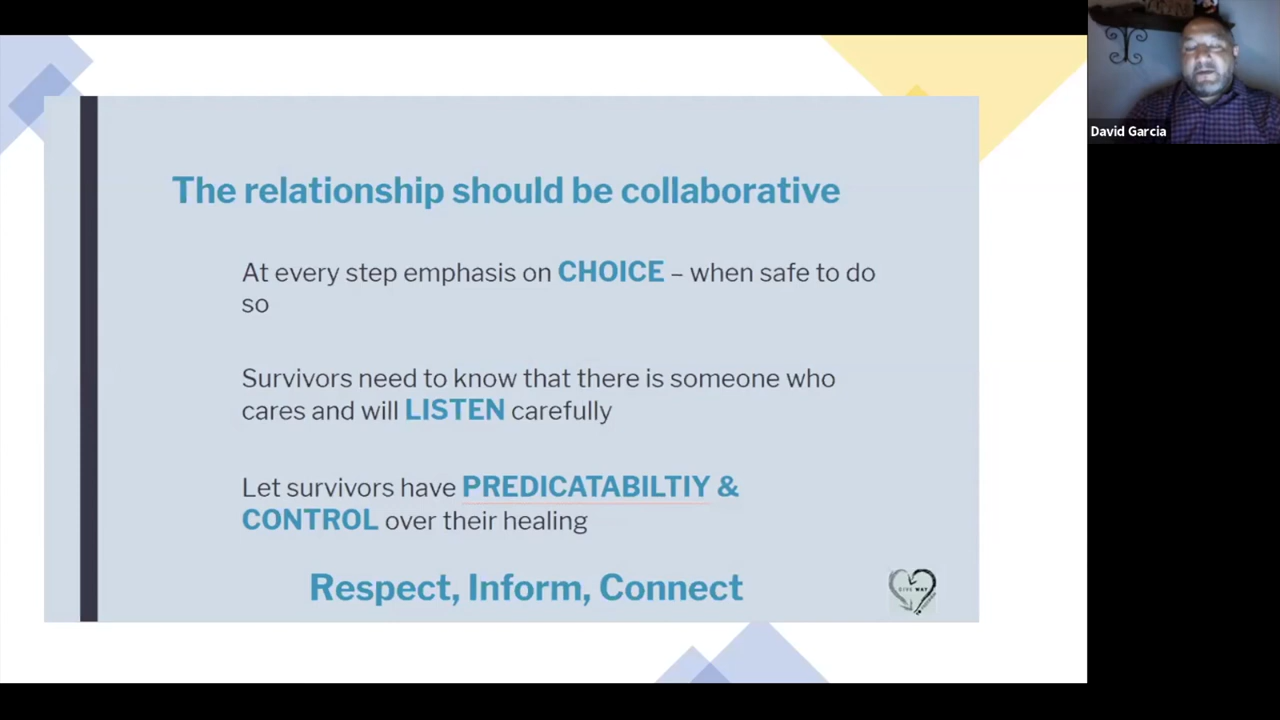 The relationship should be collaborative
At every step emphasis on CHOICE – when safe to do
so
Survivors need to know that there is someone who
cares and will LISTEN carefully
Let survivors have PREDICATABILTIY &
CONTROL over their healing
Respect, Inform, Connect
GIVE WAY
David Garcia